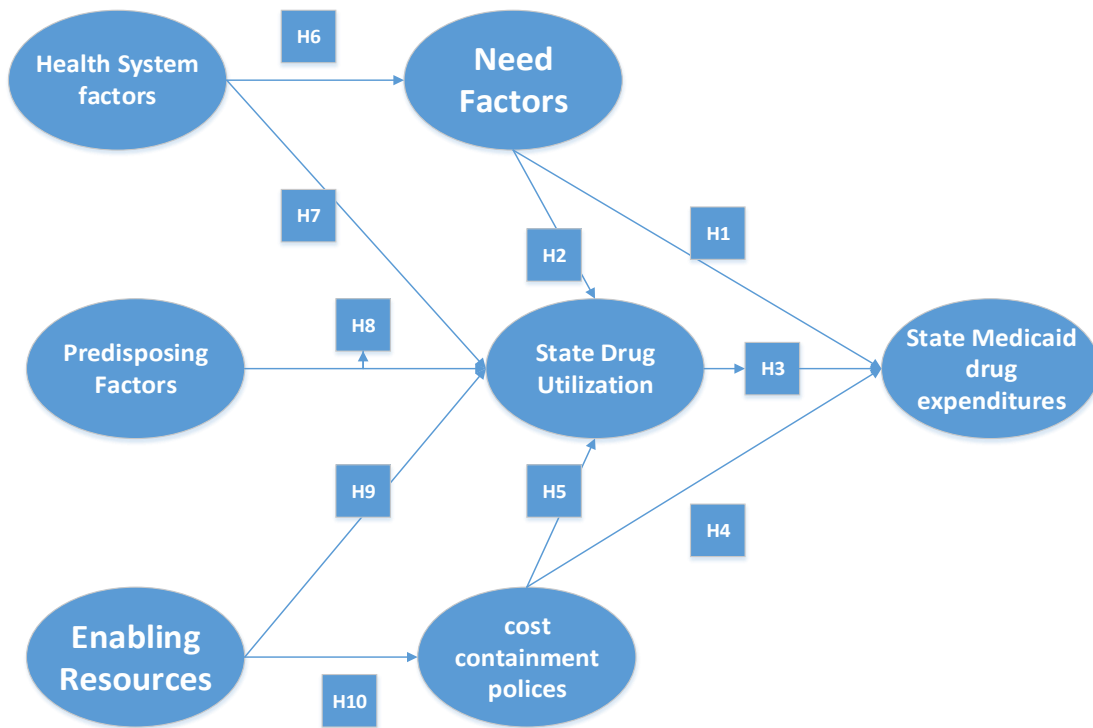 H6
Health System
factors
Need
Factors
H7
H1
H2
H8
Predisposing
Factors
State Drug
Utilization
H3
State Medicaid
drug
expenditures
H9
H5
H4
Enabling
Resources
cost
containment
polices
H10